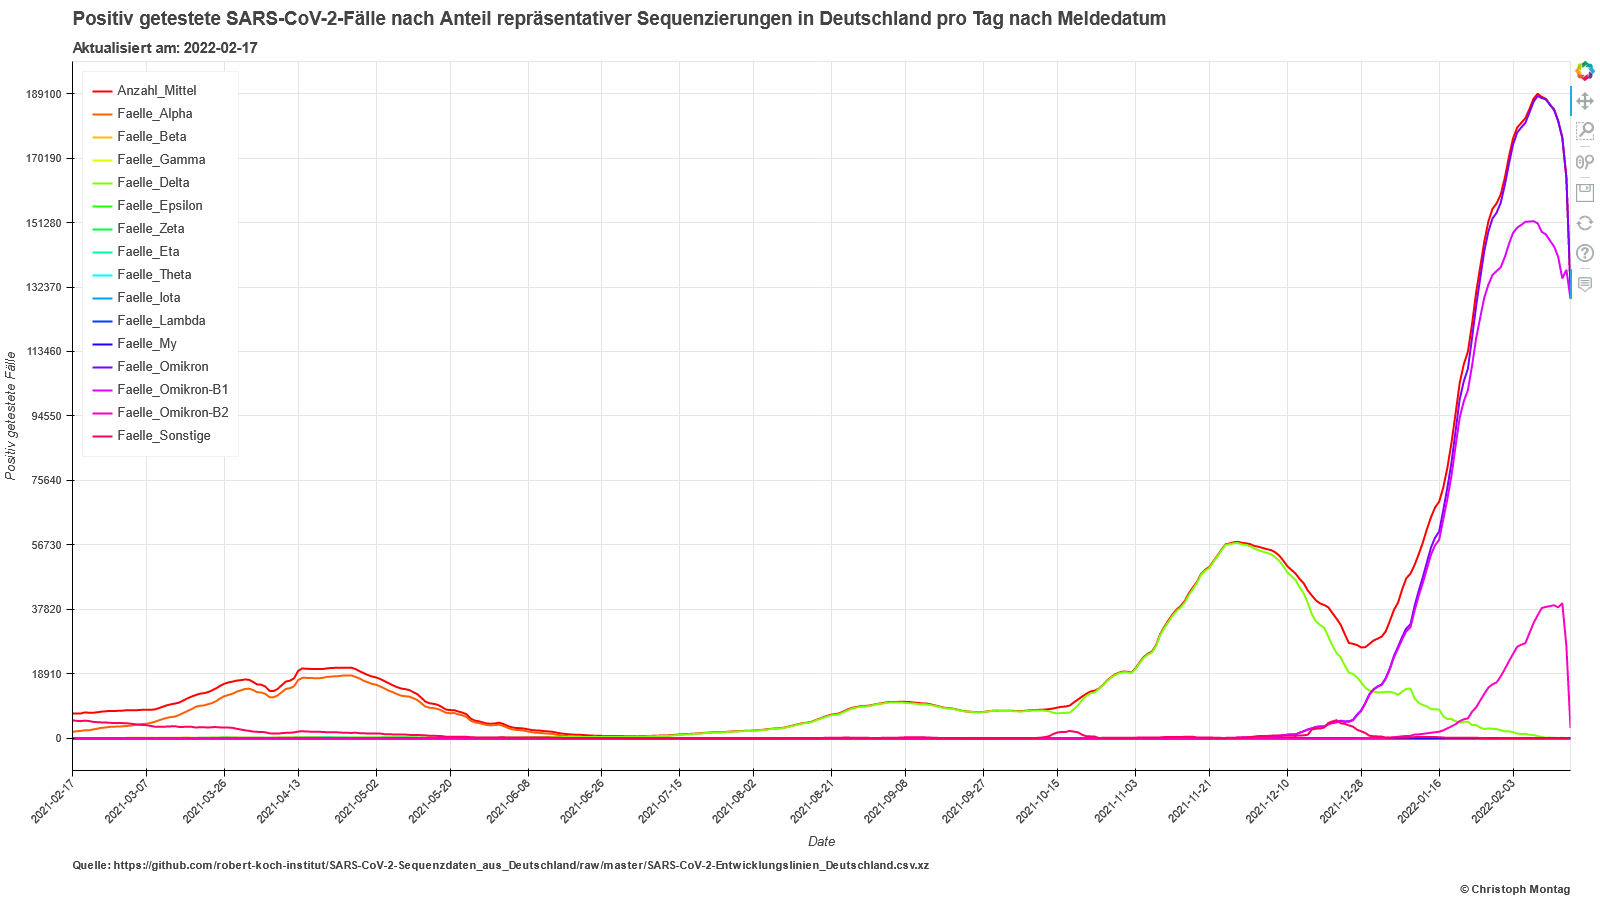 Positiv getestete SARS-CoV-2-Fälle nach Anteil repräsentativer Sequenzierungen in Deutschland pro Tag nach Meldedatum
Aktualisiert am: 2022-02-17
Anzahl_Mittel
Faelle_Alpha
Faelle_Beta
Faelle_Gamma
Faelle_Delta
Faelle_Epsilon
Faelle_Zeta
Faelle_Eta
Faelle_Theta
Faelle_Iota
Faelle_Lambda
Faelle_My
Faelle_Omikron
Faelle_Omikron-B1
Faelle_Omikron-B2
Faelle_Sonstige
Positiv getestete Fälle
189100
170190
151280
132370
113460
94550
75640
56730
37820
18910
0
2021-02-17
2021-03-07
2021-03-26
2021-04-13
2021-05-02
2021-05-20
2021-06-08
2021-06-26
2021-07-15
2021-08-02
2021-08-21
2021-09-08
2021-09-27
2021-10-15
2021-11-03
2021-11-21
2021-12-10
2021-12-28
2022-01-16
2022-02-03
Date
Quelle: https://github.com/robert-koch-institut/SARS-CoV-2-Sequenzdaten_aus_Deutschland/raw/master/SARS-CoV-2-Entwicklungslinien_Deutschland.csv.xz
© Christoph Montag